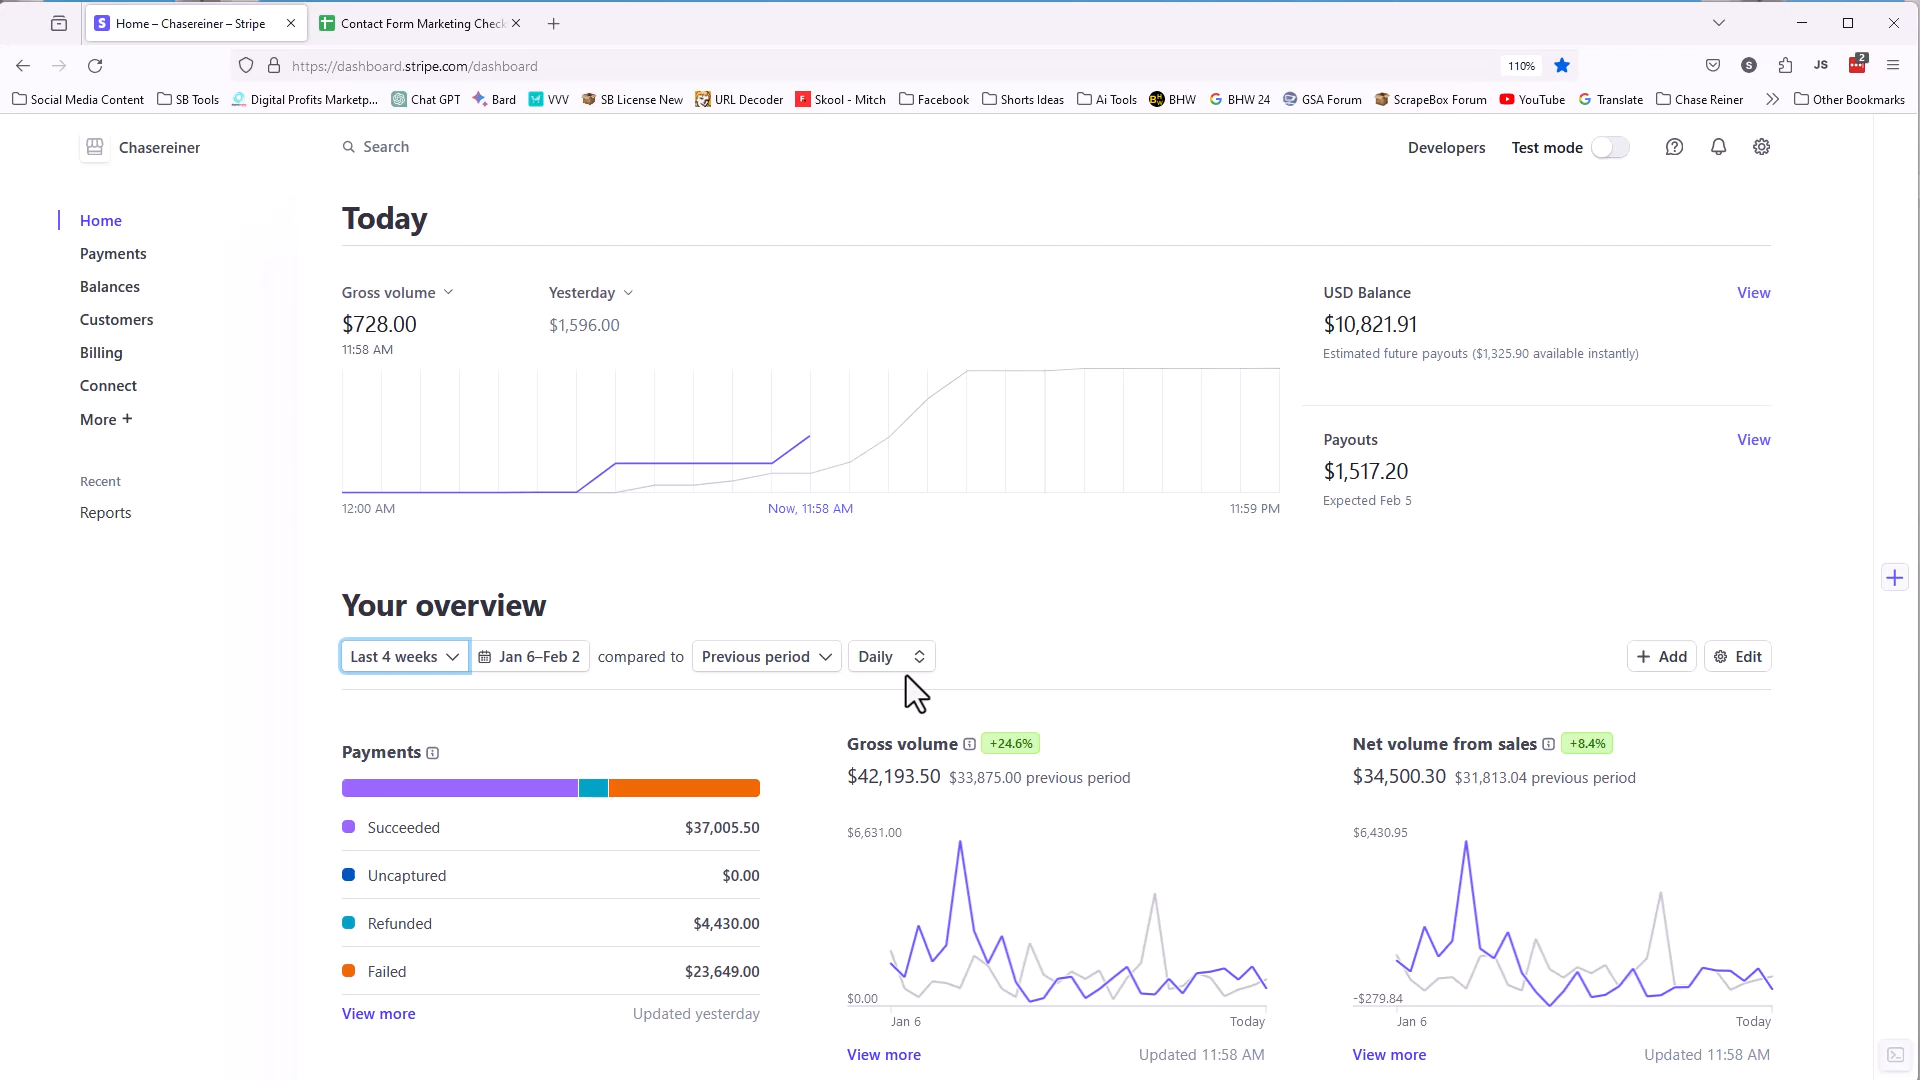 Home – Chasereiner – Stripe
Contact Form Marketing Check
https://dashboard.stripe.com/dashboard
110%
S
JS
2
Social Media Content
SB Tools
Digital Profits Marketp...
Chat GPT
Bard
VVV
SB License New
URL Decoder
Skool - Mitch
Facebook
Shorts Ideas
Ai Tools
BHW
BHW 24
GSA Forum
ScrapeBox Forum
YouTube
Translate
Chase Reiner
Other Bookmarks
Chasereiner
Search
Developers
Test mode
Home
Payments
Balances
Customers
Billing
Connect
More +
Recent
Reports
Today
Gross volume
$728.00
11:58 AM
Yesterday
$1,596.00
12:00 AM
Now, 11:58 AM
11:59 PM
USD Balance
View
$10,821.91
Estimated future payouts ($1,325.90 available instantly)
Payouts
View
$1,517.20
Expected Feb 5
Your overview
Last 4 weeks
Jan 6–Feb 2
compared to
Previous period
Daily
+ Add
Edit
Payments
Succeeded $37,005.50
Uncaptured $0.00
Refunded $4,430.00
Failed $23,649.00
View more
Updated yesterday
Gross volume +24.6%
$42,193.50 $33,875.00 previous period
$6,631.00
$0.00
Jan 6
Today
View more
Updated 11:58 AM
Net volume from sales +8.4%
$34,500.30 $31,813.04 previous period
$6,430.95
-$279.84
Jan 6
Today
View more
Updated 11:58 AM